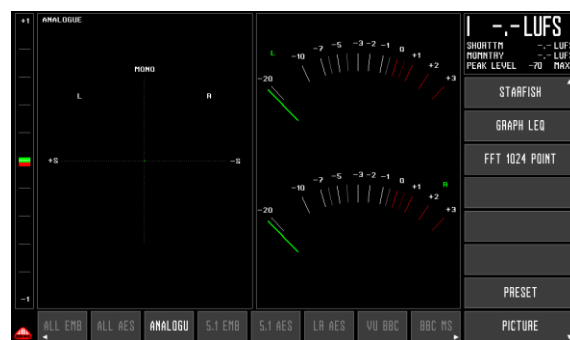 +1
ANALOGUE
MONO
L
R
+S
-S
-1
L
-20
-10
-7
-5
-3
-2
-1
0
+1
+2
+3
R
-20
-10
-7
-5
-3
-2
-1
0
+1
+2
+3
I -.- LUFS
SHORTTM -.- LUFS
MOMNTRY -.- LUFS
PEAK LEVEL -70 MAX
STARFISH
GRAPH LEQ
FFT 1024 POINT
PRESET
PICTURE
ALL EMB
ALL AES
ANALOGU
5.1 EMB
5.1 AES
LR AES
VU BBC
BBC MS